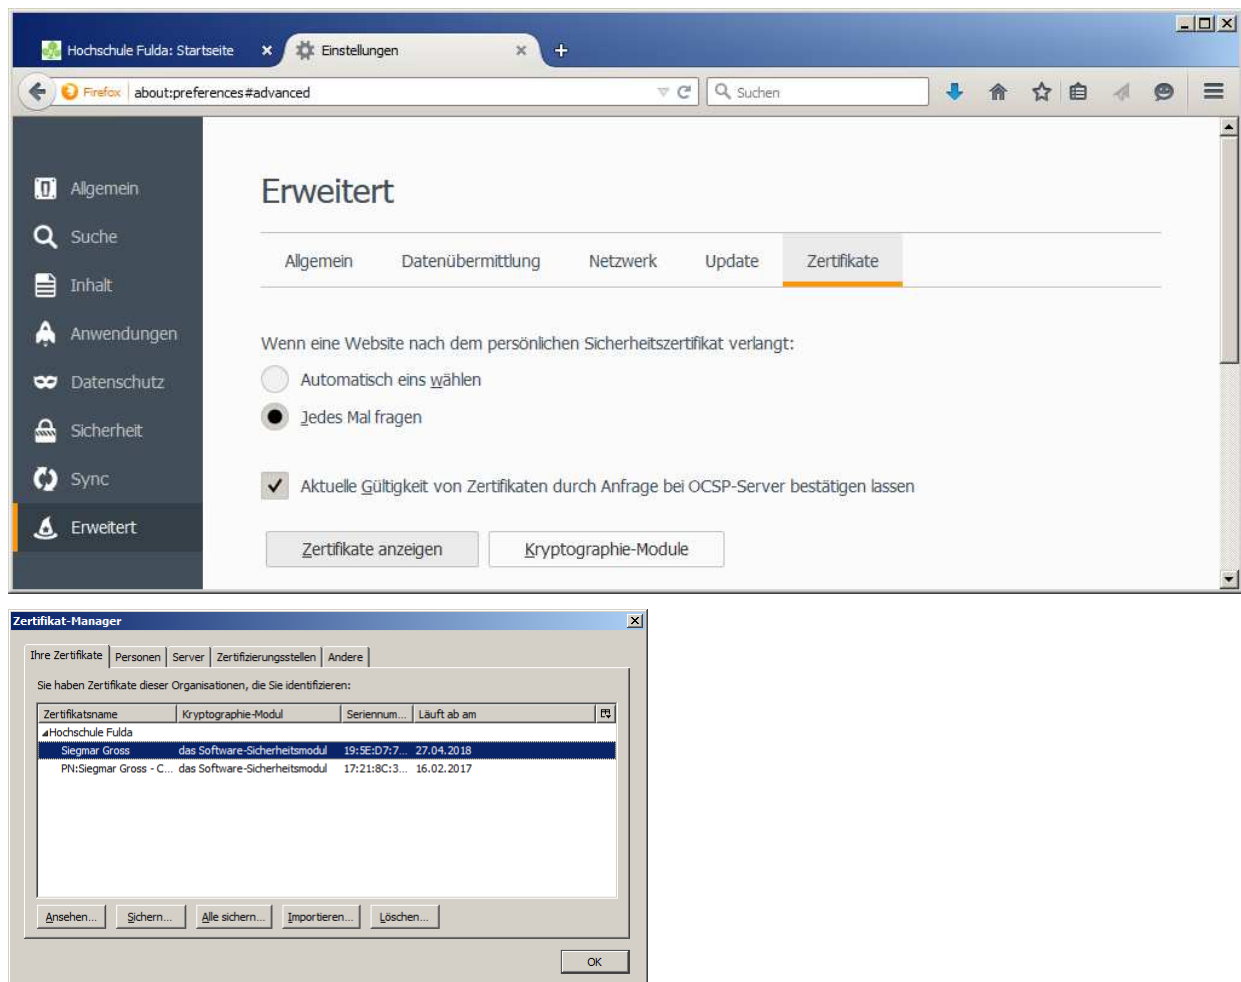 Hochschule Fulda: Startseite
Einstellungen
Firefox about:preferences#advanced
Suchen
Allgemein
Suche
Inhalt
Anwendungen
Datenschutz
Sicherheit
Sync
Erweitert
Erweitert
Allgemein Datenübermittlung Netzwerk Update Zertifikate
Wenn eine Website nach dem persönlichen Sicherheitszertifikat verlangt:
Automatisch eins wählen
Jedes Mal fragen
Aktuelle Gültigkeit von Zertifikaten durch Anfrage bei OCSP-Server bestätigen lassen
Zertifikate anzeigen Kryptographie-Module
Zertifikat-Manager
Ihre Zertifikate Personen Server Zertifizierungsstellen Andere
Sie haben Zertifikate dieser Organisationen, die Sie identifizieren:
Zertifikatsname Kryptographie-Modul Seriennum... Läuft ab am
Hochschule Fulda
Siegmar Gross das Software-Sicherheitsmodul 19:5E:D7:7... 27.04.2018
PN:Siegmar Gross - C... das Software-Sicherheitsmodul 17:21:8C:3... 16.02.2017
Ansehen... Sichern... Alle sichern... Importieren... Löschen...
OK